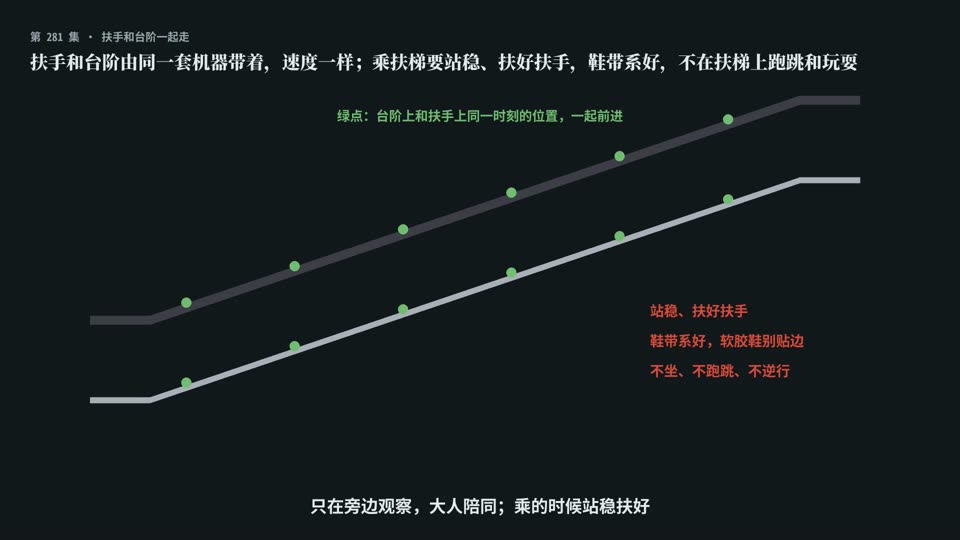 第 281 集 · 扶手和台阶一起走
扶手和台阶由同一套机器带着，速度一样；乘扶梯要站稳、扶好扶手，鞋带系好，不在扶梯上跑跳和玩耍
绿点：台阶上和扶手上同一时刻的位置，一起前进
站稳、扶好扶手
鞋带系好，软胶鞋别贴边
不坐、不跑跳、不逆行
只在旁边观察，大人陪同；乘的时候站稳扶好